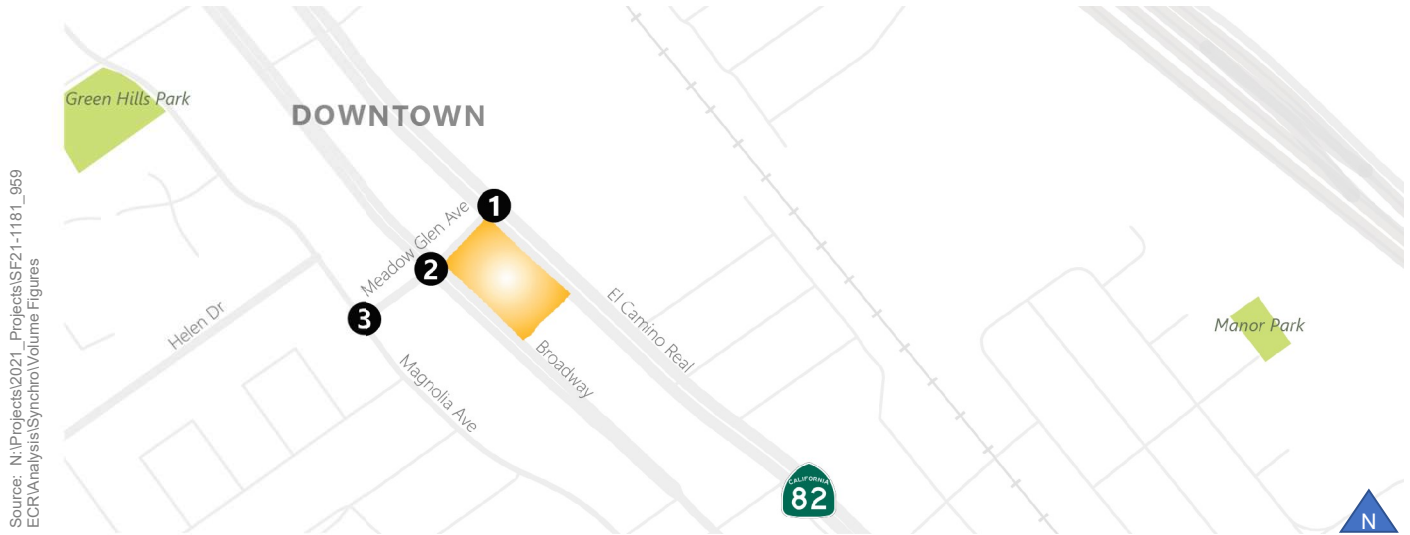 Green Hills Park
DOWNTOWN
1
Meadow Glen Ave
2
3
Helen Dr
Magnolia Ave
Broadway
El Camino Real
Manor Park
CALIFORNIA
82
N
Source: N:\Projects\2021_Projects\SF21-1181_959
ECR\Analysis\Synchro\Volume Figures